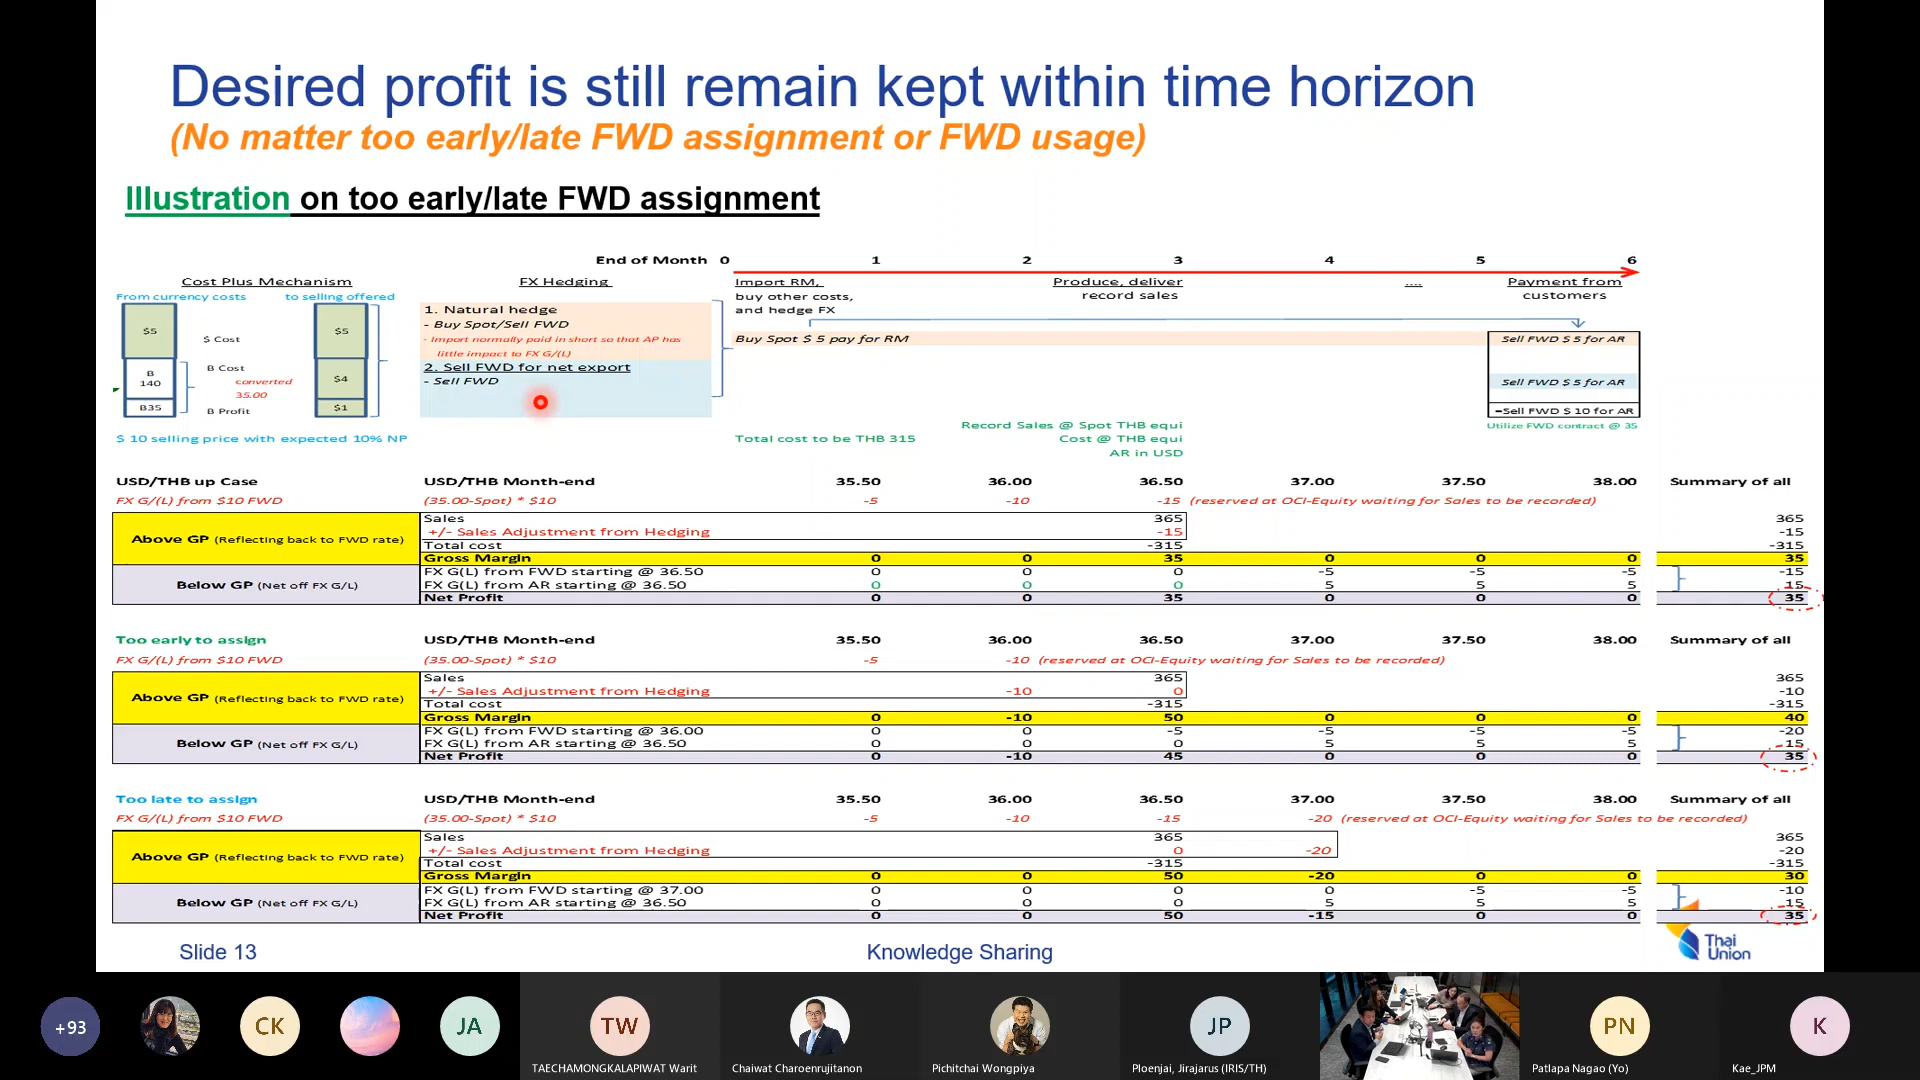 Desired profit is still remain kept within time horizon
(No matter too early/late FWD assignment or FWD usage)
Illustration on too early/late FWD assignment
End of Month 0 1 2 3 4 5 6
Cost Plus Mechanism FX Hedging Import RM, Produce, deliver .... Payment from
From currency costs to selling offered buy other costs, record sales customers
$5 $ Cost $5 1. Natural hedge and hedge FX
- Buy Spot/Sell FWD
- Import normally paid in short so that AP has Buy Spot $ 5 pay for RM Sell FWD $ 5 for AR
little impact to FX G/(L)
B 140 B Cost $4 2. Sell FWD for net export
converted - Sell FWD Sell FWD $ 5 for AR
35.00
B35 B Profit $1 =Sell FWD $ 10 for AR
Record Sales @ Spot THB equi Utilize FWD contract @ 35
$ 10 selling price with expected 10% NP Total cost to be THB 315 Cost @ THB equi
AR in USD
USD/THB up Case USD/THB Month-end 35.50 36.00 36.50 37.00 37.50 38.00 Summary of all
FX G/(L) from $10 FWD (35.00-Spot) * $10 -5 -10 -15 (reserved at OCI-Equity waiting for Sales to be recorded)
Sales 365 365
+/- Sales Adjustment from Hedging -15 -15
Above GP (Reflecting back to FWD rate)
Total cost -315 -315
Gross Margin 0 0 35 0 0 0 35
FX G(L) from FWD starting @ 36.50 0 0 0 -5 -5 -5 -15
Below GP (Net off FX G/L)
FX G(L) from AR starting @ 36.50 0 0 0 5 5 5 15
Net Profit 0 0 35 0 0 0 35
Too early to assign USD/THB Month-end 35.50 36.00 36.50 37.00 37.50 38.00 Summary of all
FX G/(L) from $10 FWD (35.00-Spot) * $10 -5 -10 (reserved at OCI-Equity waiting for Sales to be recorded)
Sales 365 365
+/- Sales Adjustment from Hedging -10 0 -10
Above GP (Reflecting back to FWD rate)
Total cost -315 -315
Gross Margin 0 -10 50 0 0 0 40
FX G(L) from FWD starting @ 36.00 0 0 -5 -5 -5 -5 -20
Below GP (Net off FX G/L)
FX G(L) from AR starting @ 36.50 0 0 0 5 5 5 15
Net Profit 0 -10 45 0 0 0 35
Too late to assign USD/THB Month-end 35.50 36.00 36.50 37.00 37.50 38.00 Summary of all
FX G/(L) from $10 FWD (35.00-Spot) * $10 -5 -10 -15 -20 (reserved at OCI-Equity waiting for Sales to be recorded)
Sales 365 365
+/- Sales Adjustment from Hedging 0 -20 -20
Above GP (Reflecting back to FWD rate)
Total cost -315 -315
Gross Margin 0 0 50 -20 0 0 30
FX G(L) from FWD starting @ 37.00 0 0 0 0 -5 -5 -10
Below GP (Net off FX G/L)
FX G(L) from AR starting @ 36.50 0 0 0 5 5 5 15
Net Profit 0 0 50 -15 0 0 35
Slide 13 Knowledge Sharing Thai Union
+93 CK JA TW JP PN K
TAECHAMONGKALAPIWAT Warit Chaiwat Charoenrujitanon Pichitchai Wongpiya Ploenjai, Jirajarus (IRIS/TH) Patlapa Nagao (Yo) Kae_JPM